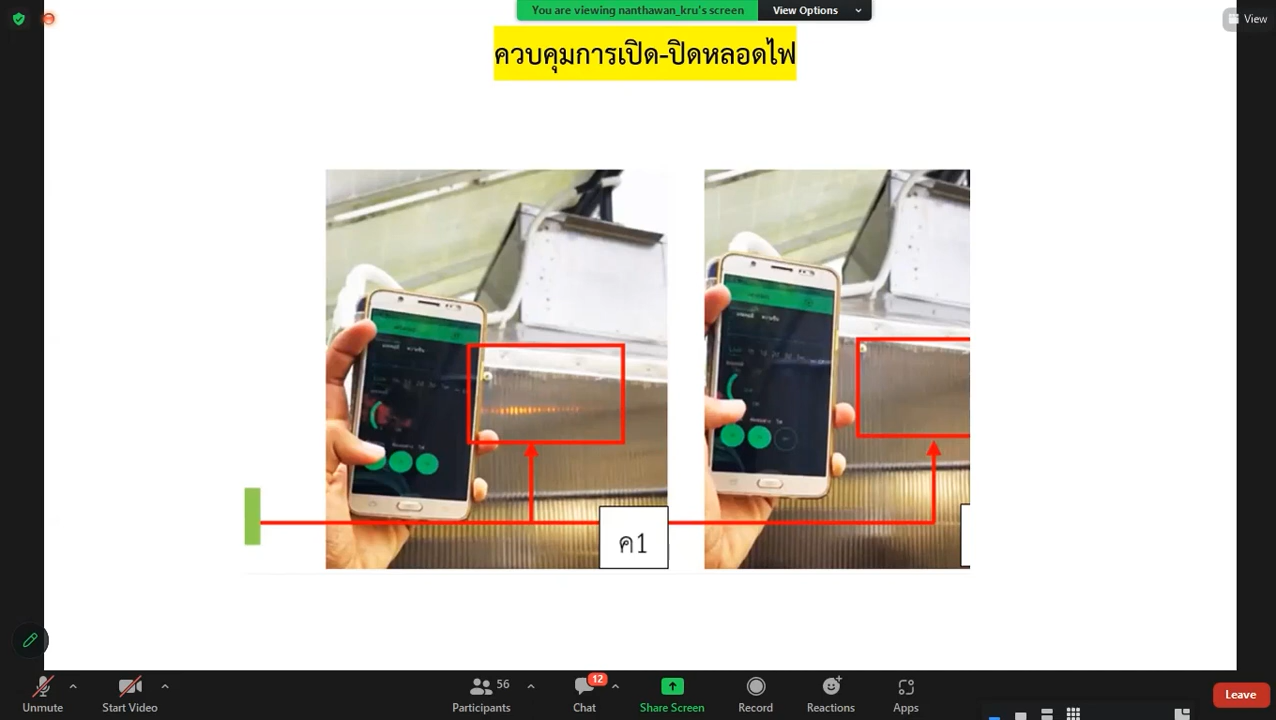 You are viewing nanthawan_kru's screen
View Options
View
ควบคุมการเปิด-ปิดหลอดไฟ
ค1
Unmute
Start Video
56
Participants
12
Chat
Share Screen
Record
Reactions
Apps
Leave